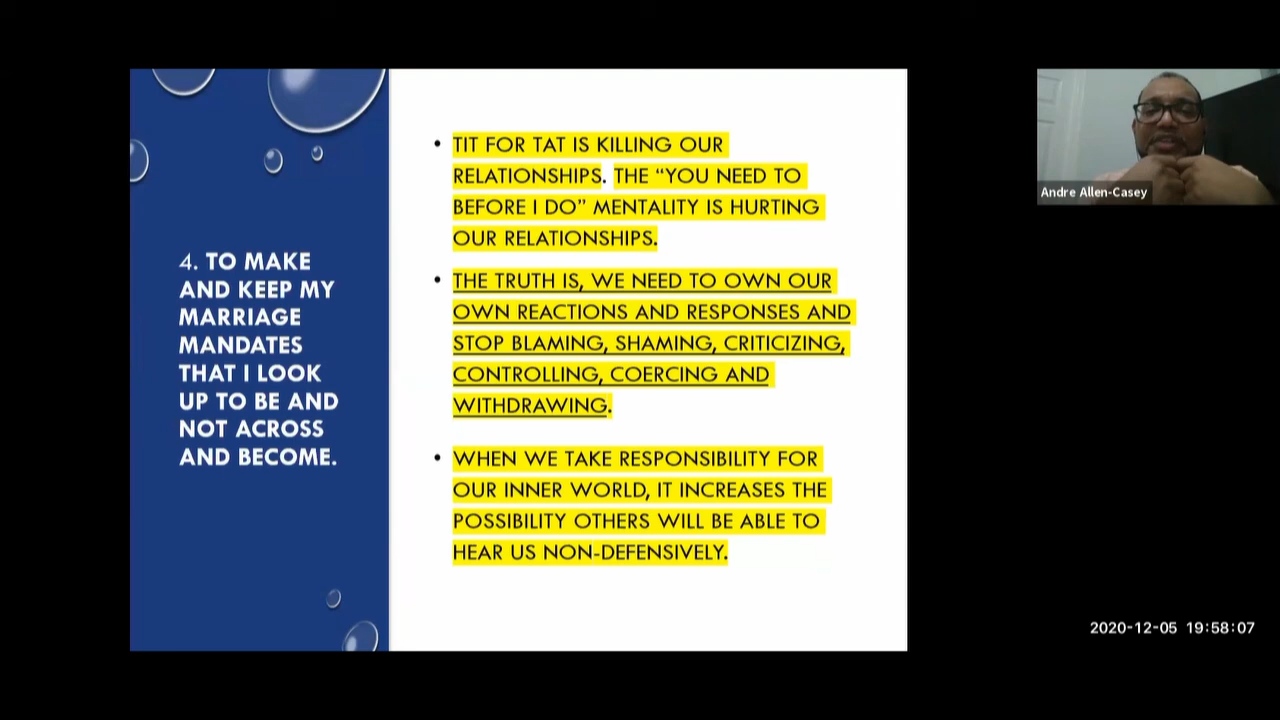 4. TO MAKE
AND KEEP MY
MARRIAGE
MANDATES
THAT I LOOK
UP TO BE AND
NOT ACROSS
AND BECOME.
• TIT FOR TAT IS KILLING OUR
RELATIONSHIPS. THE “YOU NEED TO
BEFORE I DO” MENTALITY IS HURTING
OUR RELATIONSHIPS.
• THE TRUTH IS, WE NEED TO OWN OUR
OWN REACTIONS AND RESPONSES AND
STOP BLAMING, SHAMING, CRITICIZING,
CONTROLLING, COERCING AND
WITHDRAWING.
• WHEN WE TAKE RESPONSIBILITY FOR
OUR INNER WORLD, IT INCREASES THE
POSSIBILITY OTHERS WILL BE ABLE TO
HEAR US NON-DEFENSIVELY.
Andre Allen-Casey
2020-12-05 19:58:07